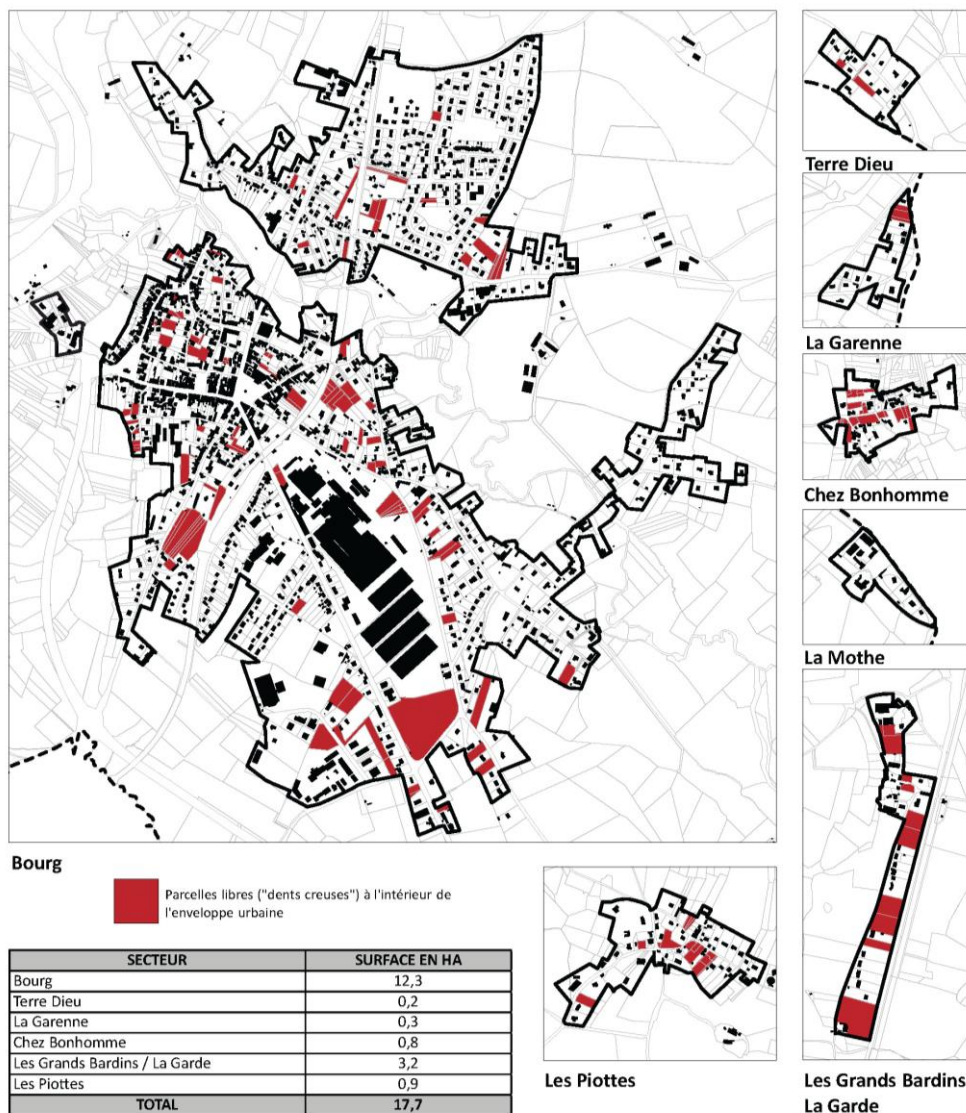 Terre Dieu
La Garenne
Chez Bonhomme
La Mothe
Bourg
Parcelles libres ("dents creuses") à l'intérieur de
l'enveloppe urbaine
SECTEUR SURFACE EN HA
Bourg 12,3
Terre Dieu 0,2
La Garenne 0,3
Chez Bonhomme 0,8
Les Grands Bardins / La Garde 3,2
Les Piottes 0,9
TOTAL 17,7
Les Piottes
Les Grands Bardins
La Garde